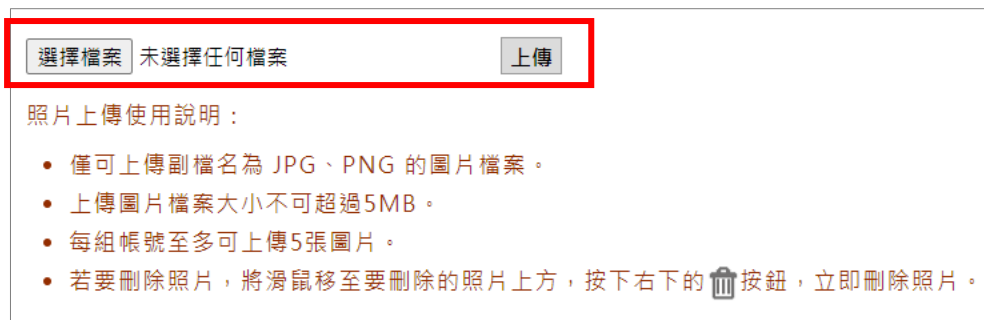 選擇檔案 未選擇任何檔案 上傳
照片上傳使用說明：
• 僅可上傳副檔名為 JPG、PNG 的圖片檔案。
• 上傳圖片檔案大小不可超過5MB。
• 每組帳號至多可上傳5張圖片。
• 若要刪除照片，將滑鼠移至要刪除的照片上方，按下右下的按鈕，立即刪除照片。